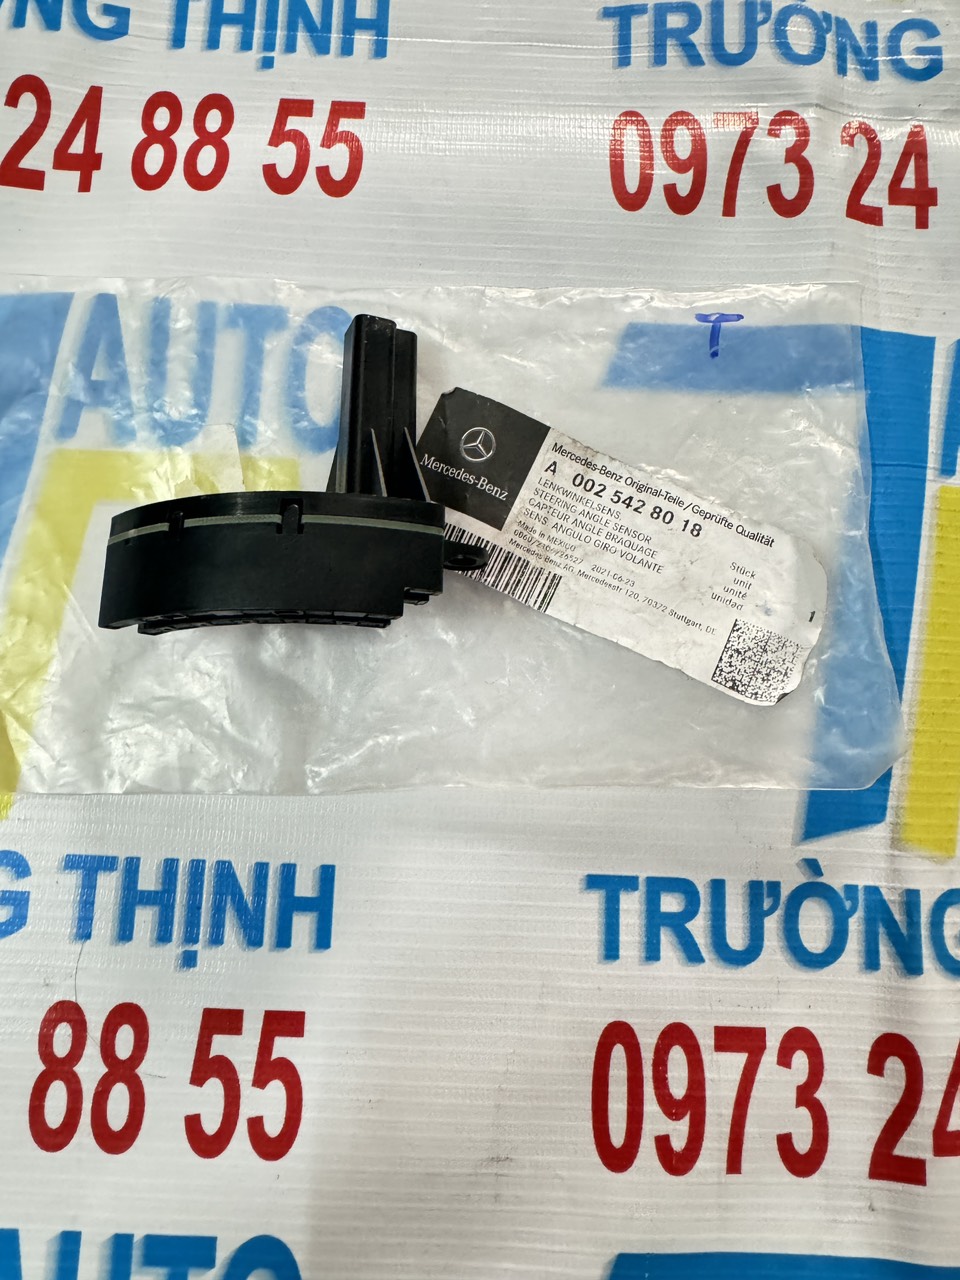 NG THỊNH
TRƯỜNG
24 88 55
0973 24
AUTO
T
Mercedes-Benz
Mercedes-Benz Original-Teile/Geprüfte Qualität
A 002 542 80 18
LENKWINKELSENS.
STEERING ANGLE SENSOR
CAPTEUR ANGLE BRAQUAGE
SENS. ANGULO GIRO VOLANTE
Made in MEXICO
2021-06-23
Mercedes-Benz AG, Mercedesstr.120, 70372 Stuttgart, DE
Stück
unit
unité
unidad
1
G THỊNH
TRƯỜNG
88 55
0973 24
AUTO